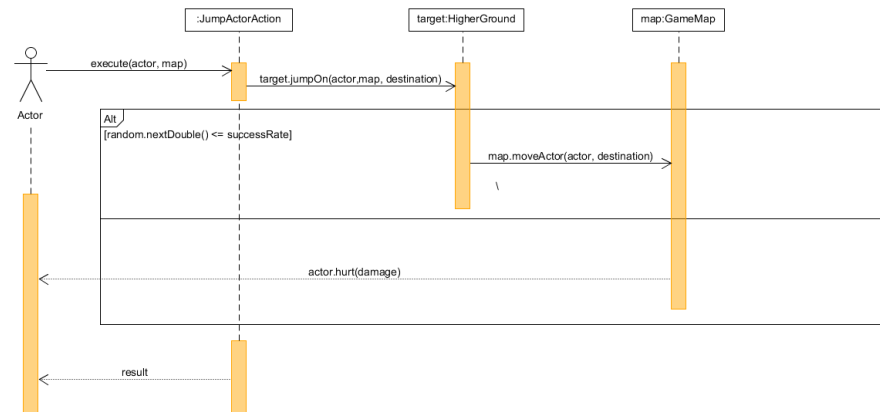 :JumpActorAction
target:HigherGround
map:GameMap
execute(actor, map)
target.jumpOn(actor,map, destination)
Actor
Alt
[random.nextDouble() <= successRate]
map.moveActor(actor, destination)
\
actor.hurt(damage)
result